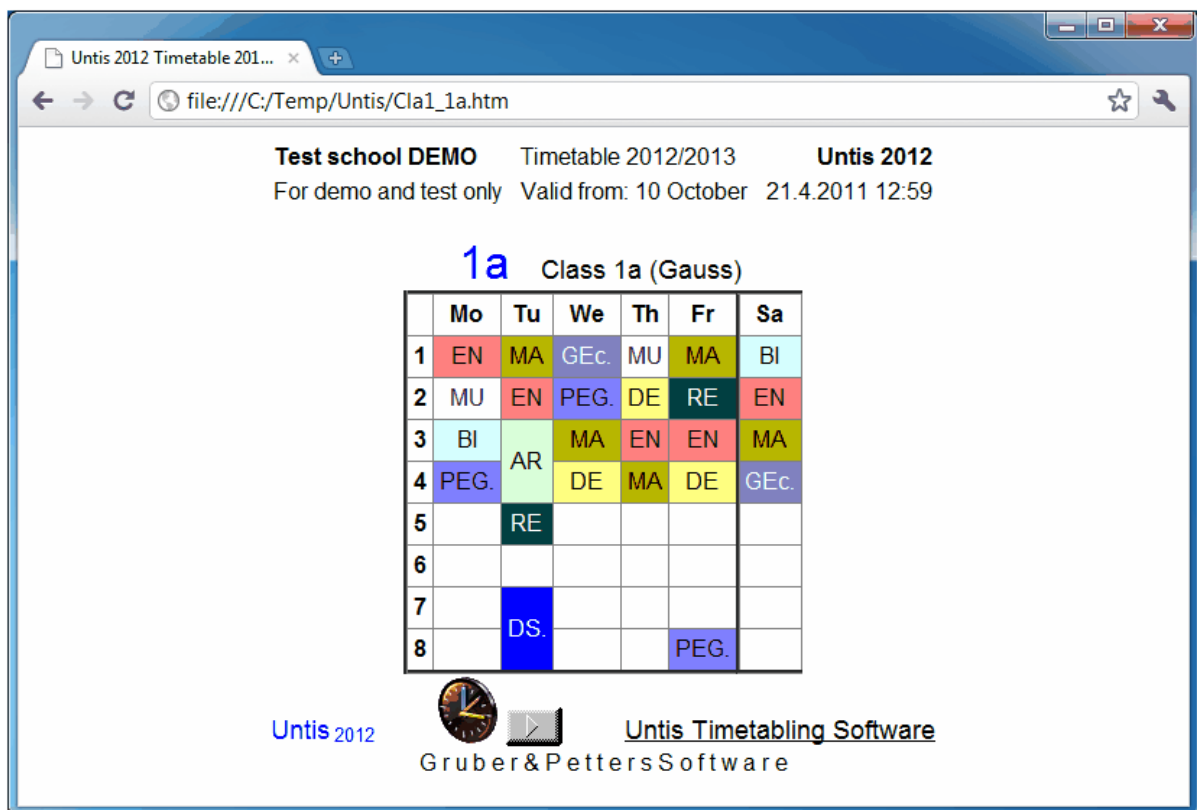 Untis 2012 Timetable 201...
file:///C:/Temp/Untis/Cla1_1a.htm
Test school DEMO Timetable 2012/2013 Untis 2012
For demo and test only Valid from: 10 October 21.4.2011 12:59
1a Class 1a (Gauss)
Mo Tu We Th Fr Sa
1 EN MA GEc. MU MA BI
2 MU EN PEG. DE RE EN
3 BI AR MA EN EN MA
4 PEG. DE MA DE GEc.
5 RE
6
7 DS.
8 PEG.
Untis 2012 Untis Timetabling Software
Gruber&PettersSoftware